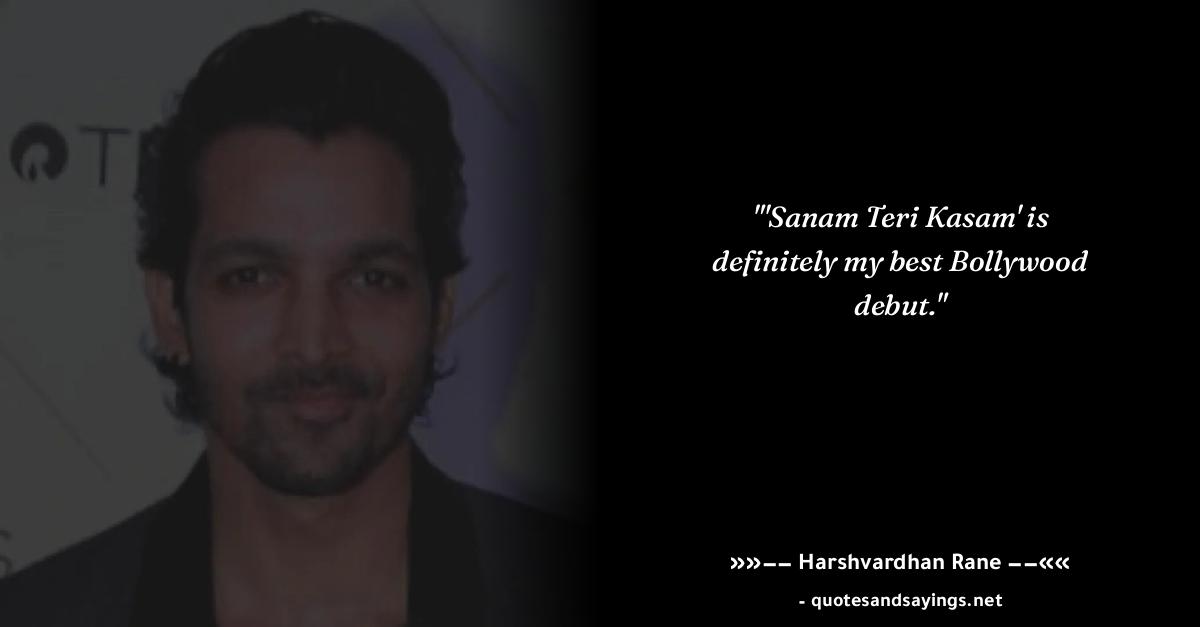 "'Sanam Teri Kasam' is
definitely my best Bollywood
debut."
»»−− Harshvardhan Rane −−««
- quotesandsayings.net